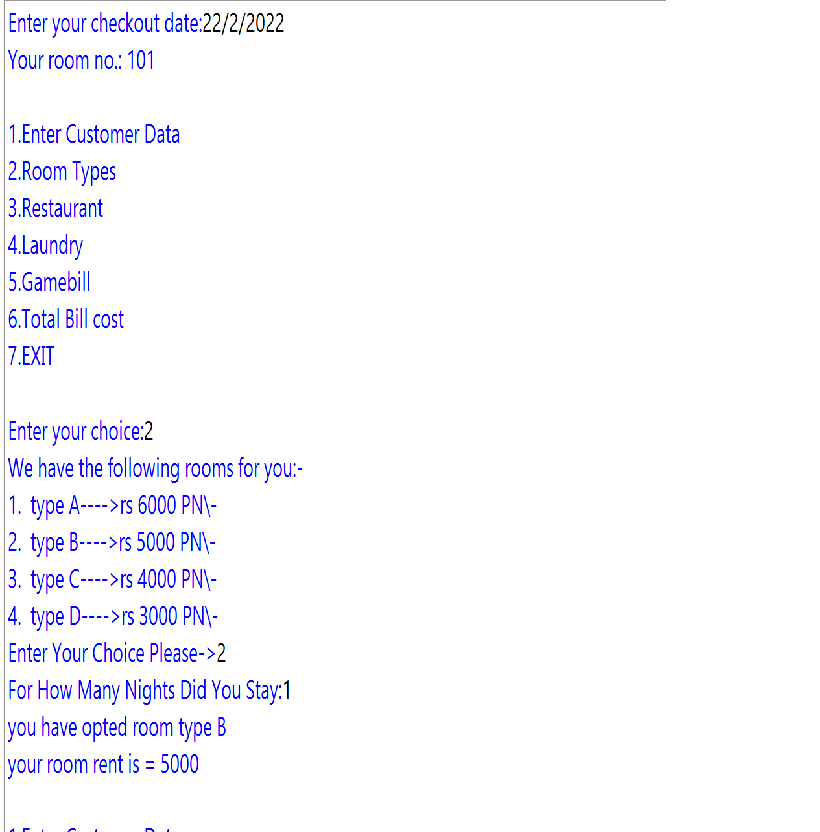 Enter your checkout date:22/2/2022
Your room no.: 101
1.Enter Customer Data
2.Room Types
3.Restaurant
4.Laundry
5.Gamebill
6.Total Bill cost
7.EXIT
Enter your choice:2
We have the following rooms for you:-
1.  type A---->rs 6000 PN\-
2.  type B---->rs 5000 PN\-
3.  type C---->rs 4000 PN\-
4.  type D---->rs 3000 PN\-
Enter Your Choice Please->2
For How Many Nights Did You Stay:1
you have opted room type B
your room rent is = 5000